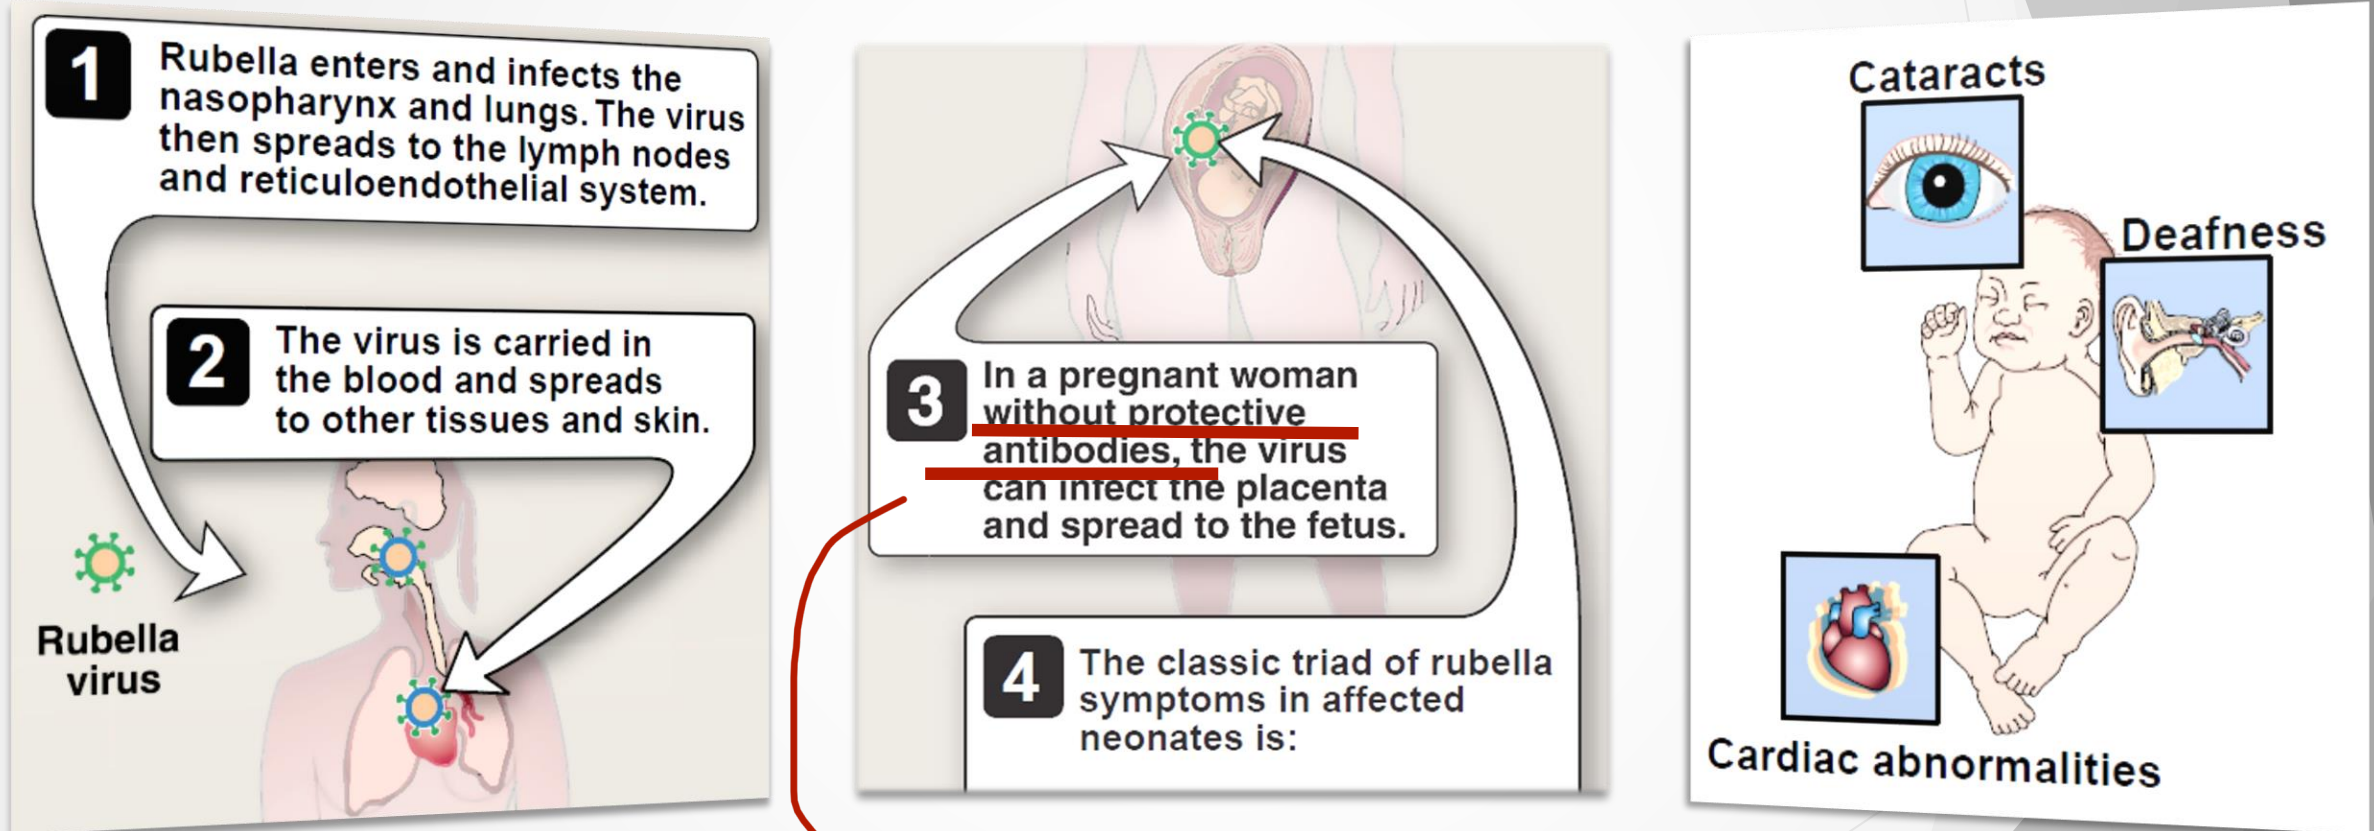 1
Rubella enters and infects the
nasopharynx and lungs. The virus
then spreads to the lymph nodes
and reticuloendothelial system.
2
The virus is carried in
the blood and spreads
to other tissues and skin.
Rubella
virus
3
In a pregnant woman
without protective
antibodies, the virus
can infect the placenta
and spread to the fetus.
4
The classic triad of rubella
symptoms in affected
neonates is:
Cataracts
Deafness
Cardiac abnormalities